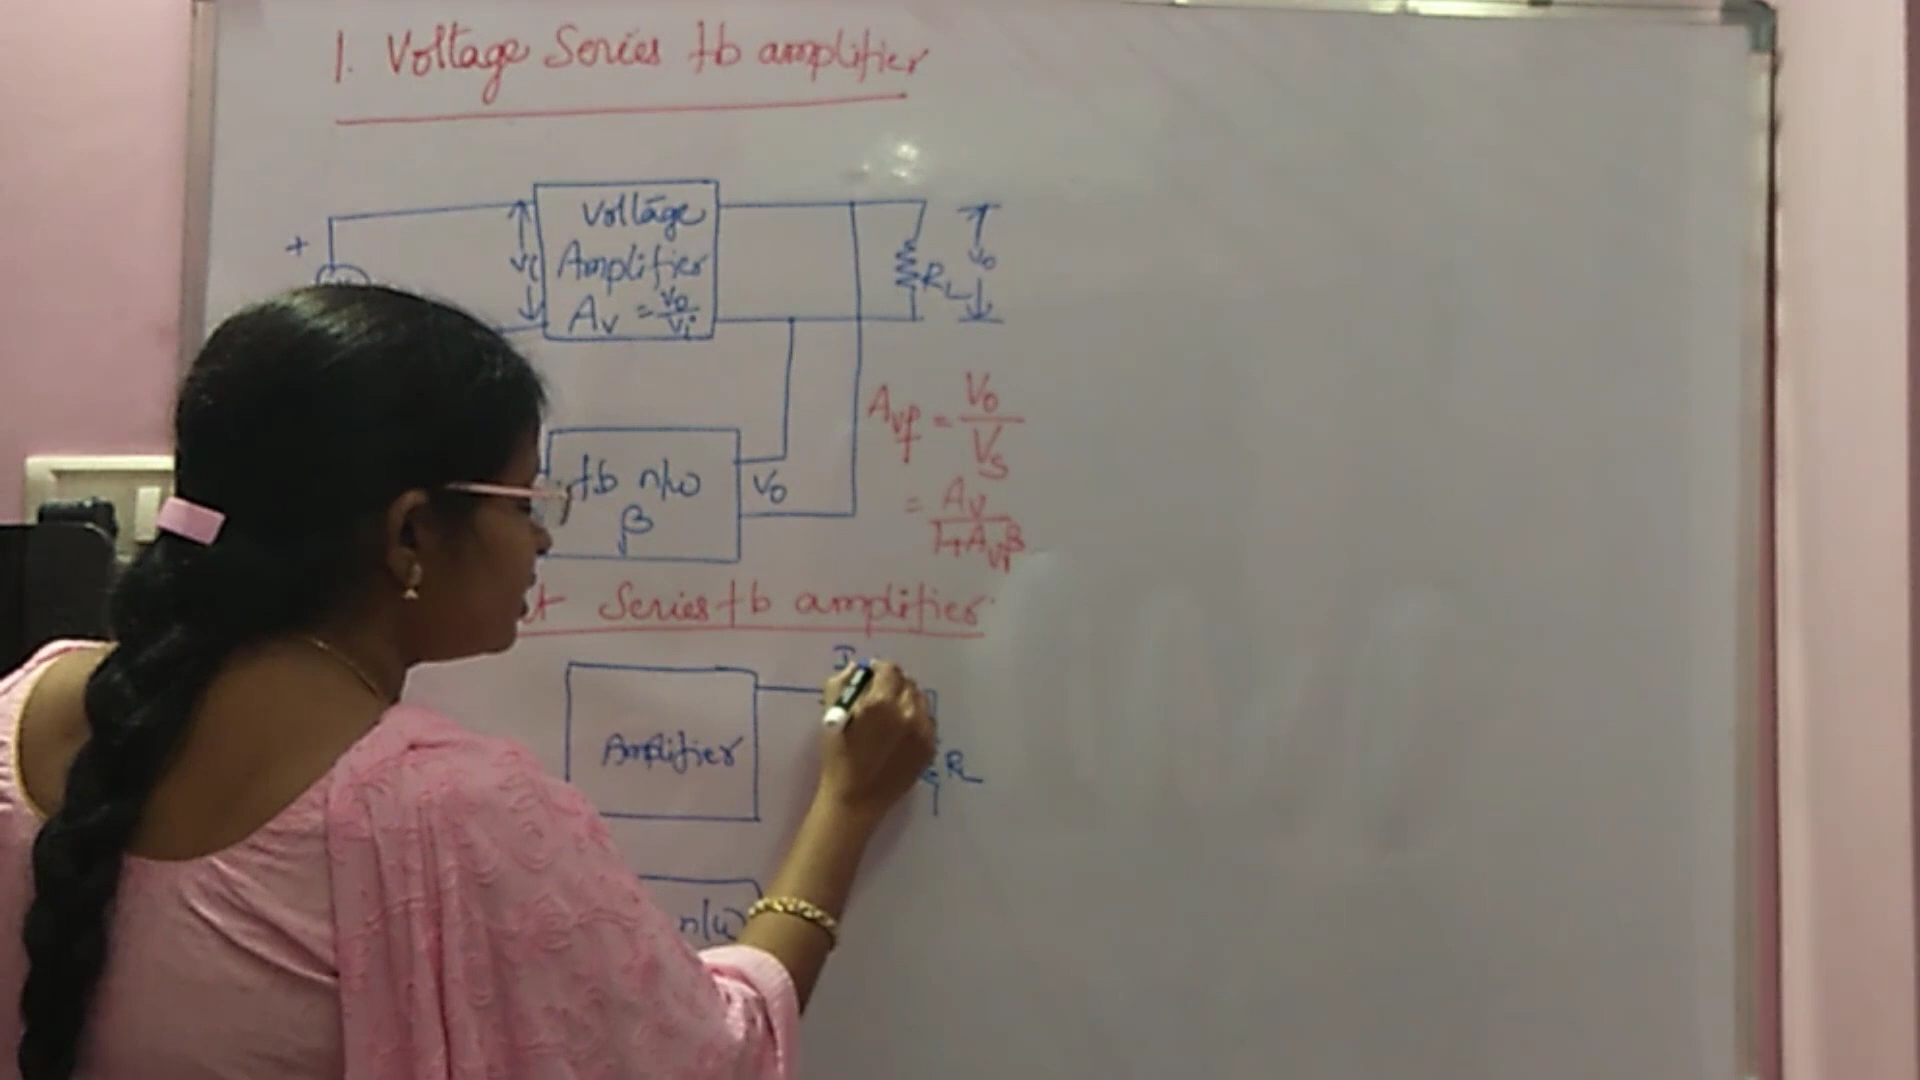 1. Voltage Series fb amplifier
+
Vi
Voltage
Amplifier
Av = Vo/Vi
RL
Vo
Avf = Vo/Vs
= Av/1+Avβ
fb n/w
β
Vo
Series fb amplifier
Amplifier
I
RL
n/w